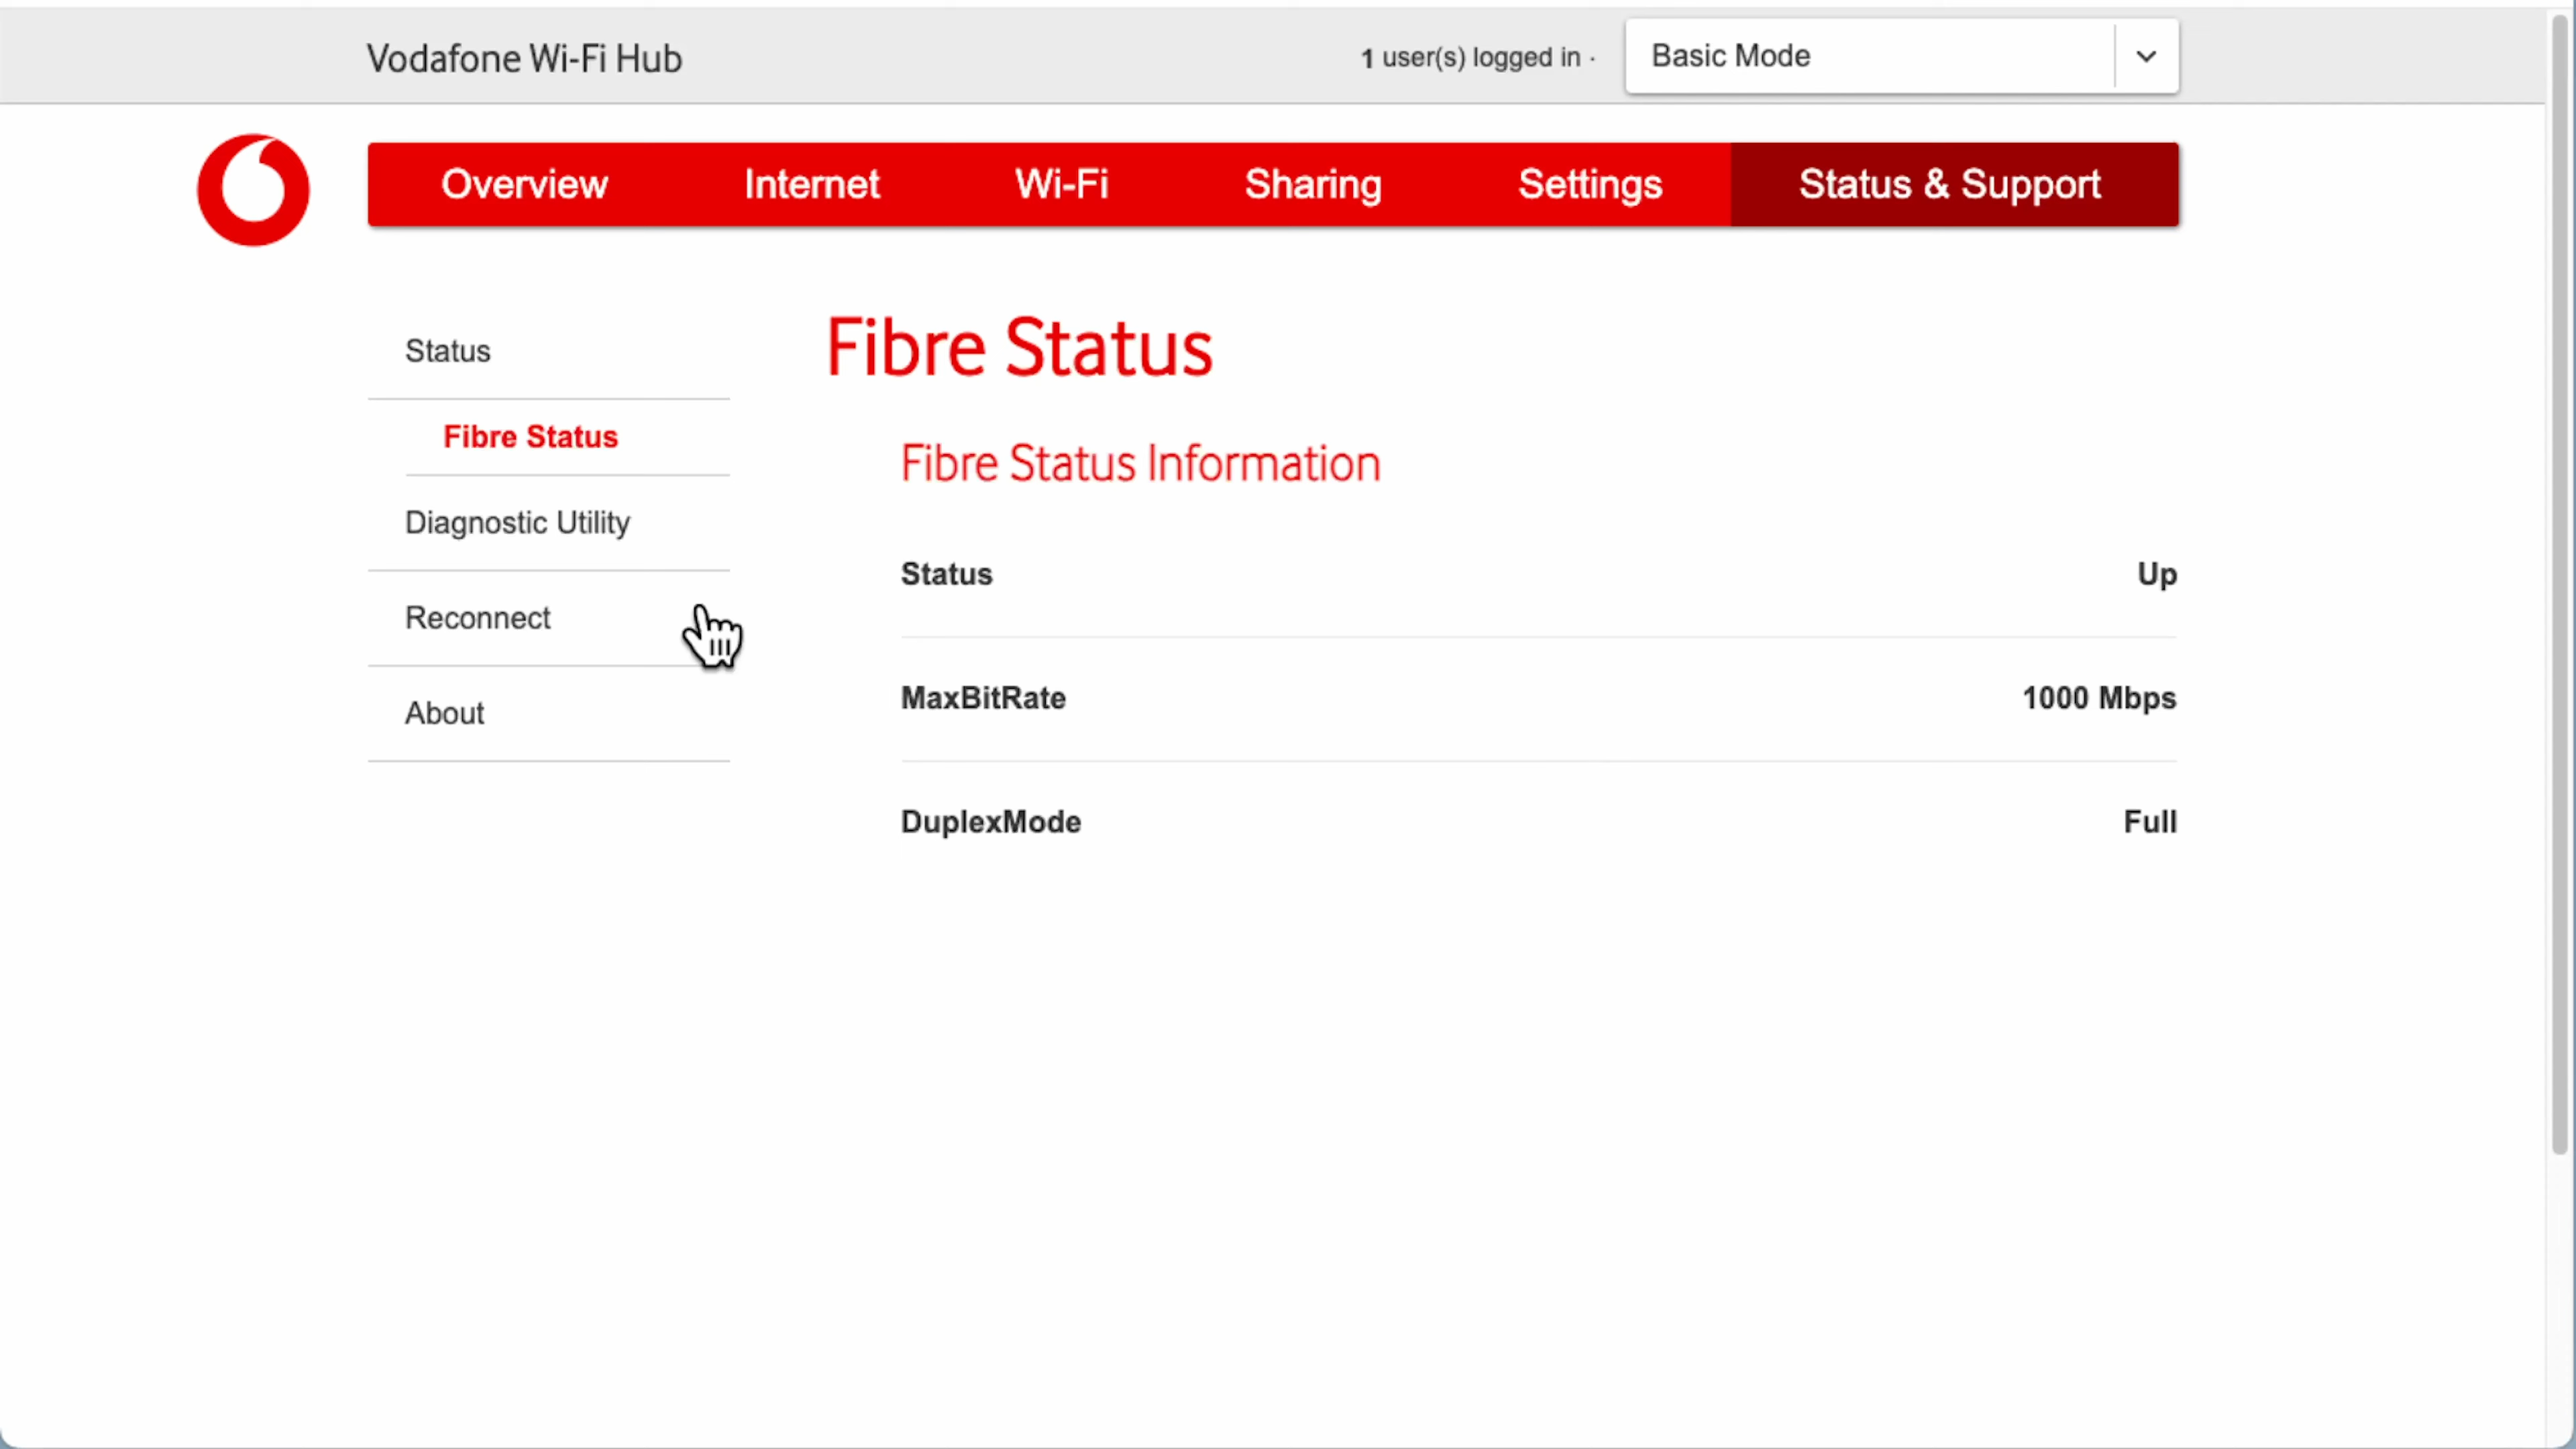 Vodafone Wi-Fi Hub
1 user(s) logged in ·
Basic Mode
Overview
Internet
Wi-Fi
Sharing
Settings
Status & Support
Status
Fibre Status
Diagnostic Utility
Reconnect
About
Fibre Status
Fibre Status Information
Status Up
MaxBitRate 1000 Mbps
DuplexMode Full